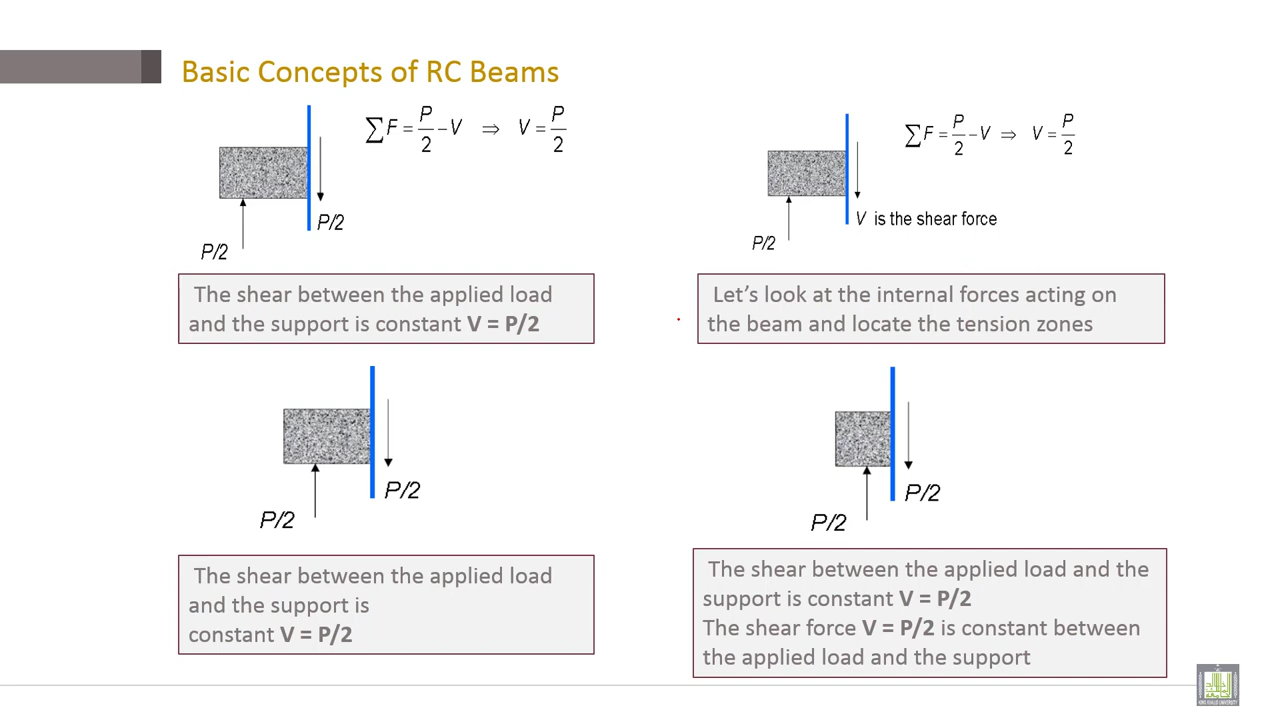 Basic Concepts of RC Beams
∑F = P/2 − V ⇒ V = P/2
P/2
P/2
The shear between the applied load
and the support is constant V = P/2
∑F = P/2 − V ⇒ V = P/2
V is the shear force
P/2
Let's look at the internal forces acting on
the beam and locate the tension zones
P/2
P/2
The shear between the applied load
and the support is
constant V = P/2
P/2
P/2
The shear between the applied load and the
support is constant V = P/2
The shear force V = P/2 is constant between
the applied load and the support
KING KHALID UNIVERSITY